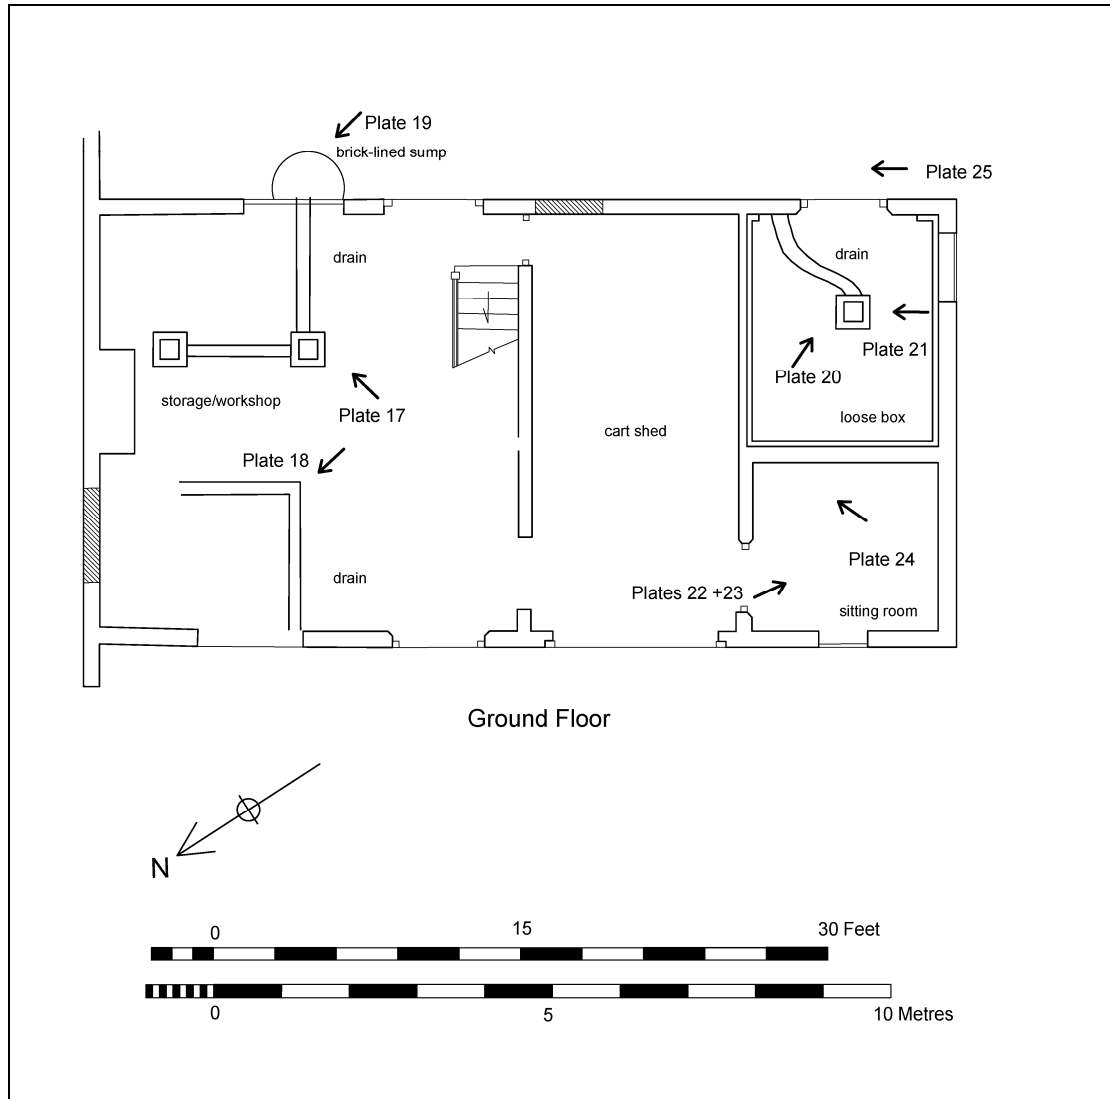 Plate 19
brick-lined sump
Plate 25
drain
drain
Plate 21
Plate 20
storage/workshop
Plate 17
loose box
cart shed
Plate 18
Plate 24
drain
Plates 22 +23
sitting room
Ground Floor
N
0
15
30 Feet
0
5
10 Metres